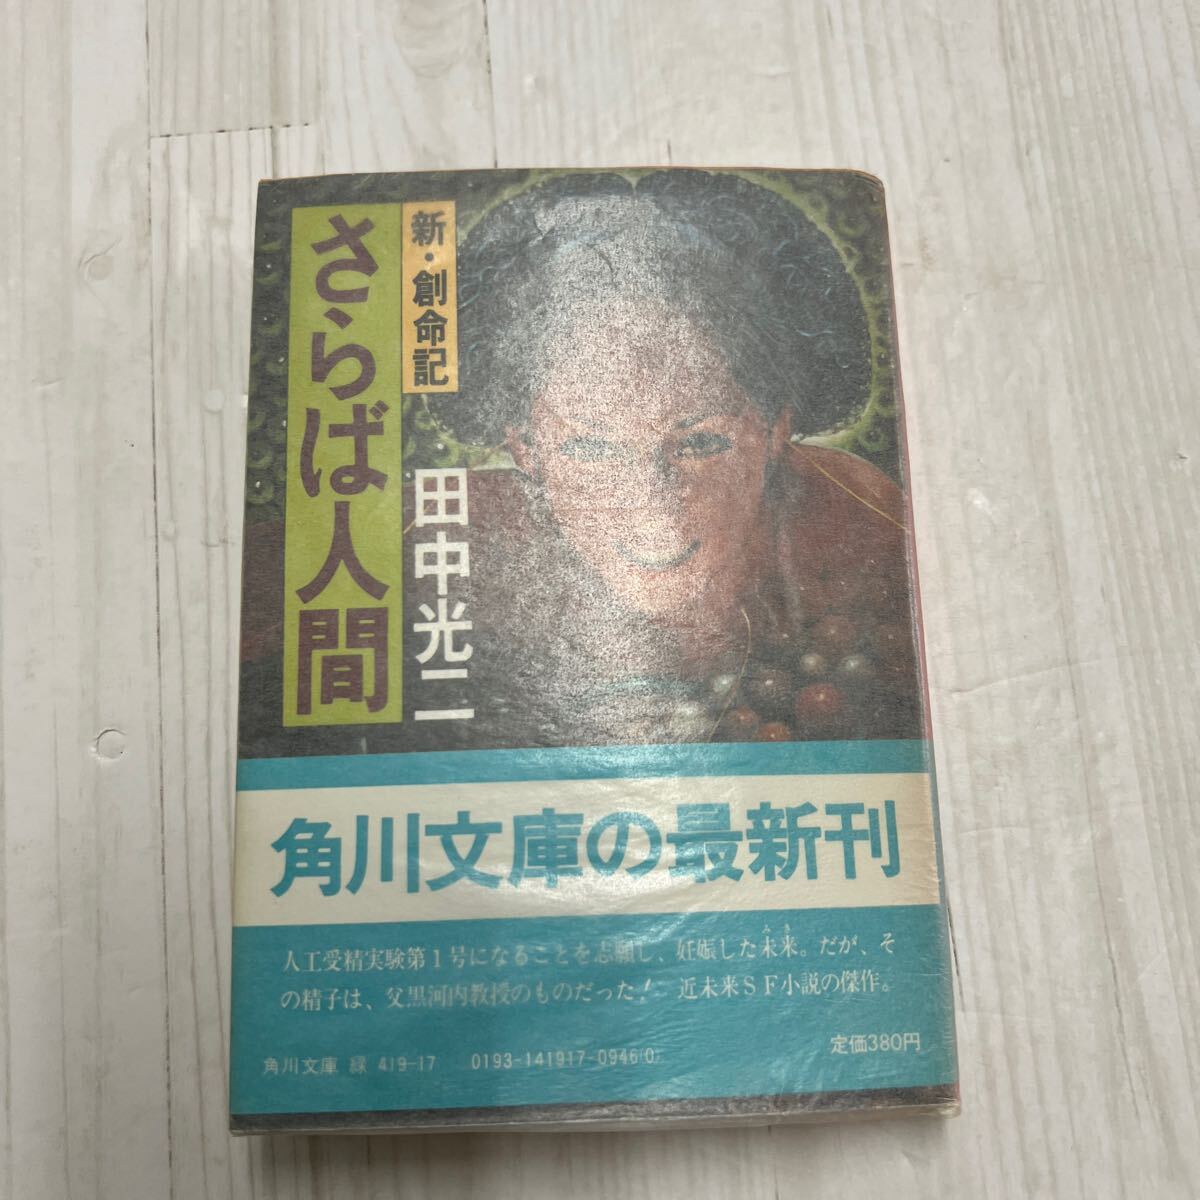 新・創命記
さらば人間
田中光二
角川文庫の最新刊
人工受精実験第1号になることを志願し、妊娠した未来。だが、そ
みき
の精子は、父黒河内教授のものだった! 近未来SF小説の傑作。
定価380円
角川文庫 緑 419-17 0193-141917-0946(0)